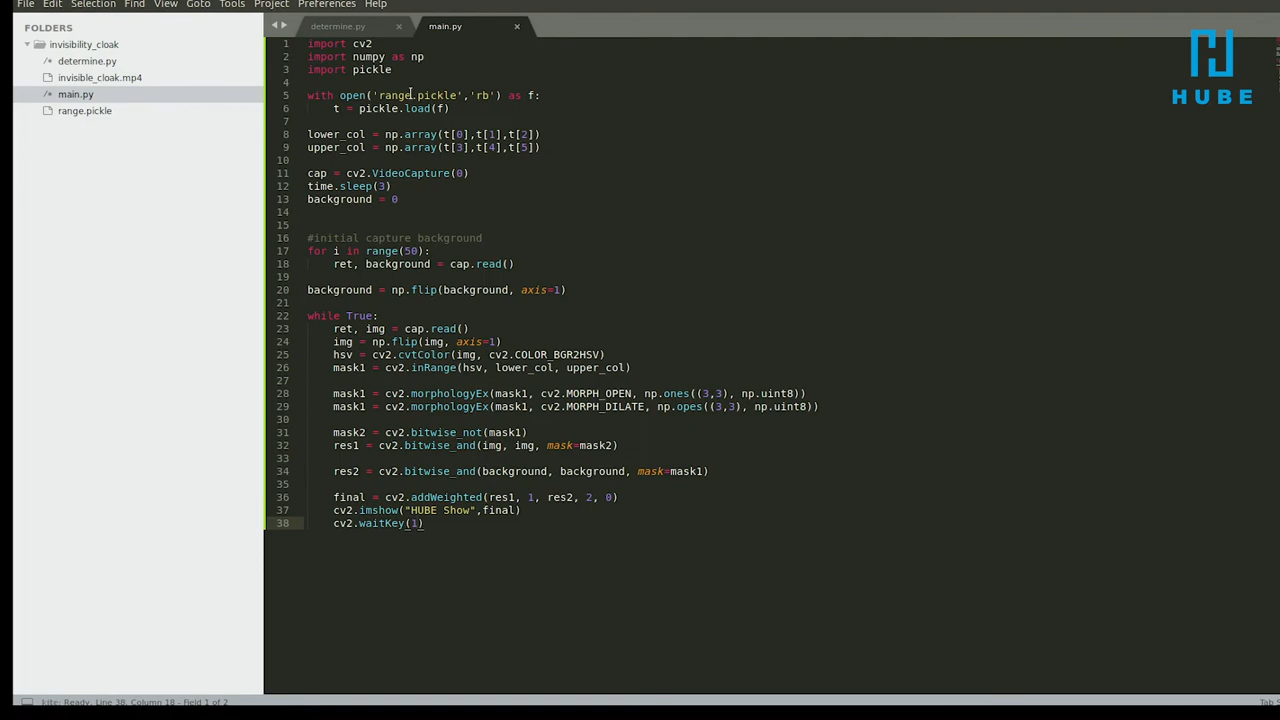 File Edit Selection Find View Goto Tools Project Preferences Help
FOLDERS
invisibility_cloak
determine.py
invisible_cloak.mp4
main.py
range.pickle
determine.py × main.py ×
HUBE
1 import cv2
2 import numpy as np
3 import pickle
4
5 with open('range.pickle','rb') as f:
6 t = pickle.load(f)
7
8 lower_col = np.array(t[0],t[1],t[2])
9 upper_col = np.array(t[3],t[4],t[5])
10
11 cap = cv2.VideoCapture(0)
12 time.sleep(3)
13 background = 0
14
15
16 #initial capture background
17 for i in range(50):
18 ret, background = cap.read()
19
20 background = np.flip(background, axis=1)
21
22 while True:
23 ret, img = cap.read()
24 img = np.flip(img, axis=1)
25 hsv = cv2.cvtColor(img, cv2.COLOR_BGR2HSV)
26 mask1 = cv2.inRange(hsv, lower_col, upper_col)
27
28 mask1 = cv2.morphologyEx(mask1, cv2.MORPH_OPEN, np.ones((3,3), np.uint8))
29 mask1 = cv2.morphologyEx(mask1, cv2.MORPH_DILATE, np.opes((3,3), np.uint8))
30
31 mask2 = cv2.bitwise_not(mask1)
32 res1 = cv2.bitwise_and(img, img, mask=mask2)
33
34 res2 = cv2.bitwise_and(background, background, mask=mask1)
35
36 final = cv2.addWeighted(res1, 1, res2, 2, 0)
37 cv2.imshow("HUBE Show",final)
38 cv2.waitKey(1)
Ready, Line 38, Column 18 - Field 1 of 2